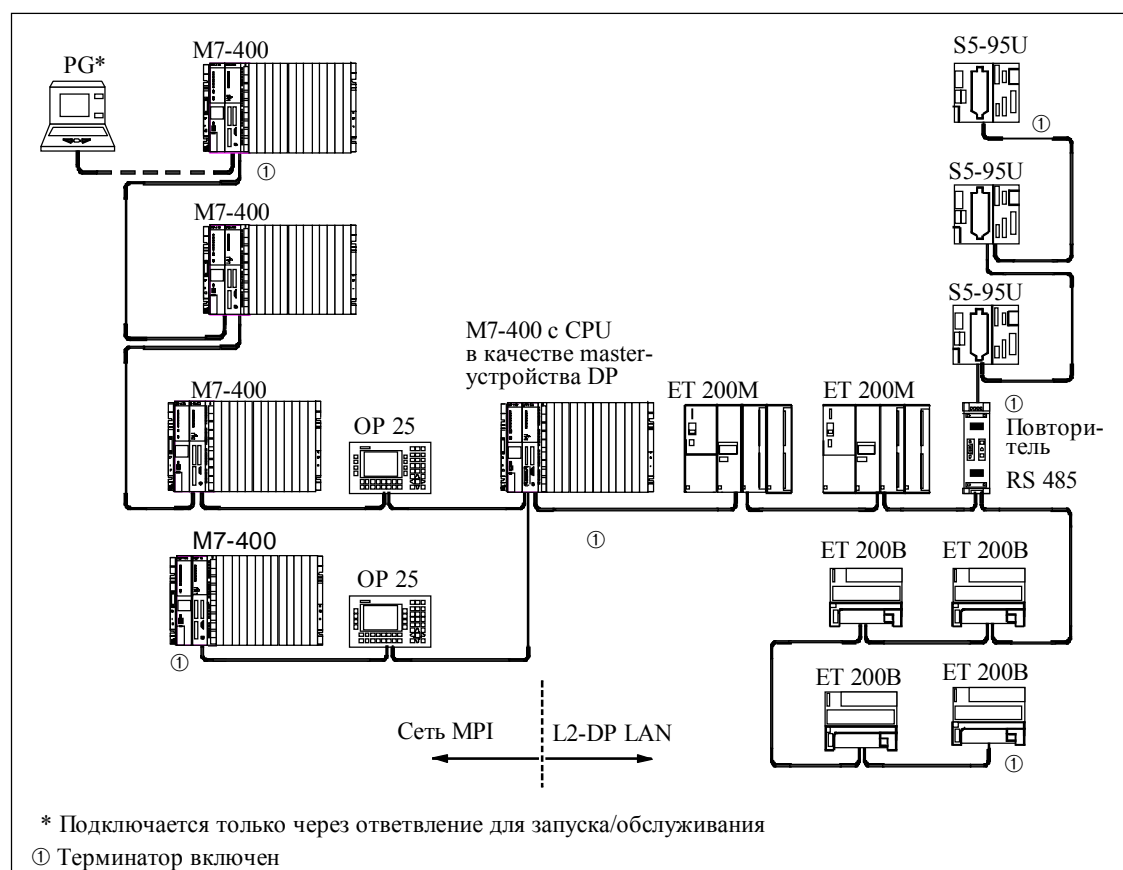 M7-400
PG*
①
M7-400
M7-400
OP 25
M7-400
OP 25
①
M7-400 с CPU
в качестве master-
устройства DP
ET 200M
ET 200M
①
S5-95U
①
S5-95U
S5-95U
①
Повтори-
тель
RS 485
ET 200B
ET 200B
ET 200B
ET 200B
①
Сеть MPI
L2-DP LAN
* Подключается только через ответвление для запуска/обслуживания
① Терминатор включен